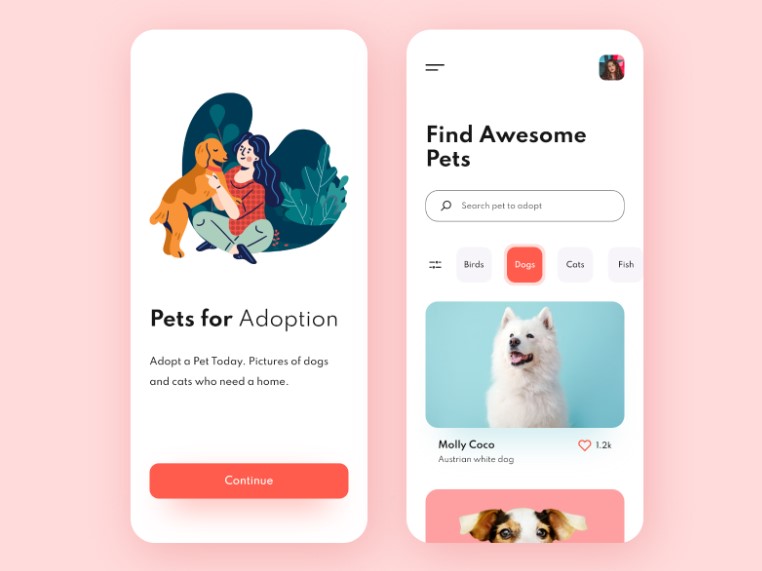 Pets for Adoption
Adopt a Pet Today. Pictures of dogs
and cats who need a home.
Continue
Find Awesome
Pets
Search pet to adopt
Birds
Dogs
Cats
Fish
Molly Coco
1.2k
Austrian white dog